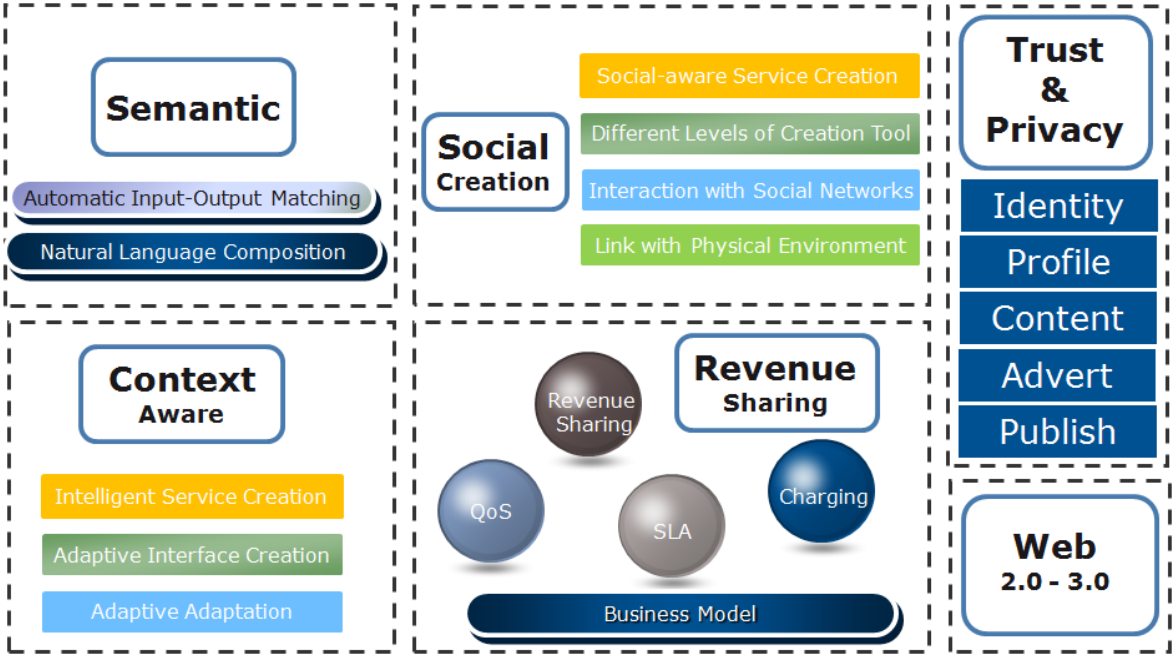 Semantic
Automatic Input-Output Matching
Natural Language Composition
Social
Creation
Social-aware Service Creation
Different Levels of Creation Tool
Interaction with Social Networks
Link with Physical Environment
Trust
&
Privacy
Identity
Profile
Content
Advert
Publish
Context
Aware
Intelligent Service Creation
Adaptive Interface Creation
Adaptive Adaptation
Revenue
Sharing
Revenue
Sharing
QoS
SLA
Charging
Business Model
Web
2.0 - 3.0